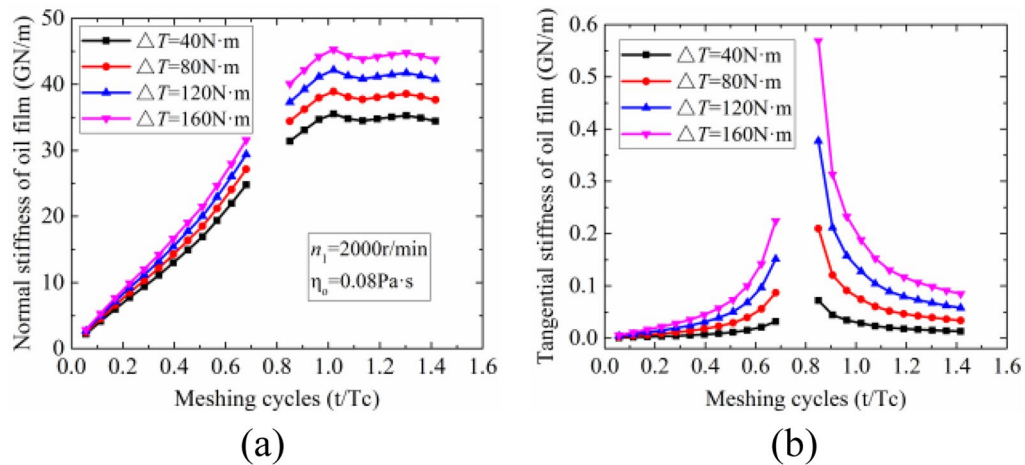 Normal stiffness of oil film (GN/m)
50
40
30
20
10
0
△T=40N·m
△T=80N·m
△T=120N·m
△T=160N·m
n₁=2000r/min
η₀=0.08Pa·s
0.0 0.2 0.4 0.6 0.8 1.0 1.2 1.4 1.6
Meshing cycles (t/Tc)
(a)
Tangential stiffness of oil film (GN/m)
0.6
0.5
0.4
0.3
0.2
0.1
0.0
△T=40N·m
△T=80N·m
△T=120N·m
△T=160N·m
0.0 0.2 0.4 0.6 0.8 1.0 1.2 1.4 1.6
Meshing cycles (t/Tc)
(b)